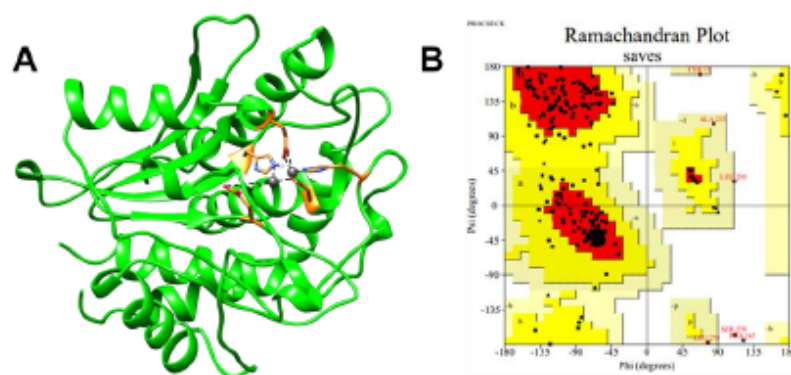 A
B
PROCHECK
Ramachandran Plot
saves
Psi (degrees)
180
135
90
45
0
-45
-90
-135
-180 -135 -90 -45 0 45 90 135 180
Phi (degrees)